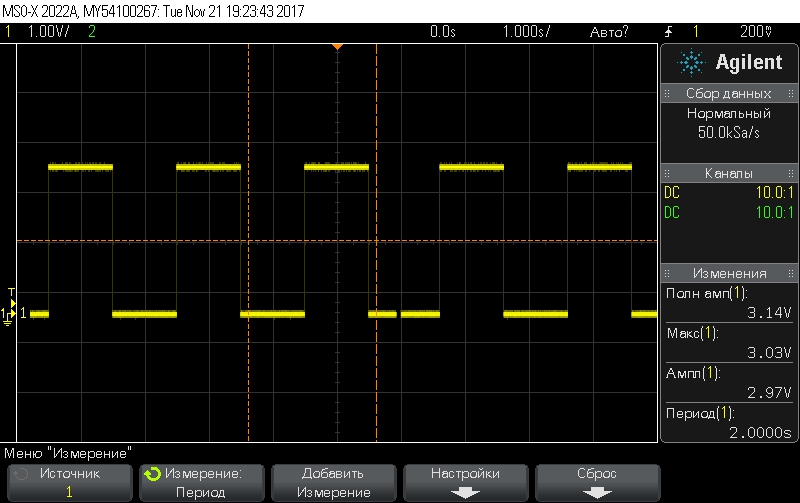 MSO-X 2022A, MY54100267: Tue Nov 21 19:23:43 2017
1 1.00V/ 2 0.0s 1.000s/ Авто? 1 200mV
Agilent
Сбор данных
Нормальный
50.0kSa/s
Каналы
DC 10.0:1
DC 10.0:1
Изменения
Полн амп(1):
3.14V
Макс(1):
3.03V
Ампл(1):
2.97V
Период(1):
2.0000s
T
1 1
Меню "Измерение"
Источник
1
Измерение:
Период
Добавить
Измерение
Настройки
Сброс